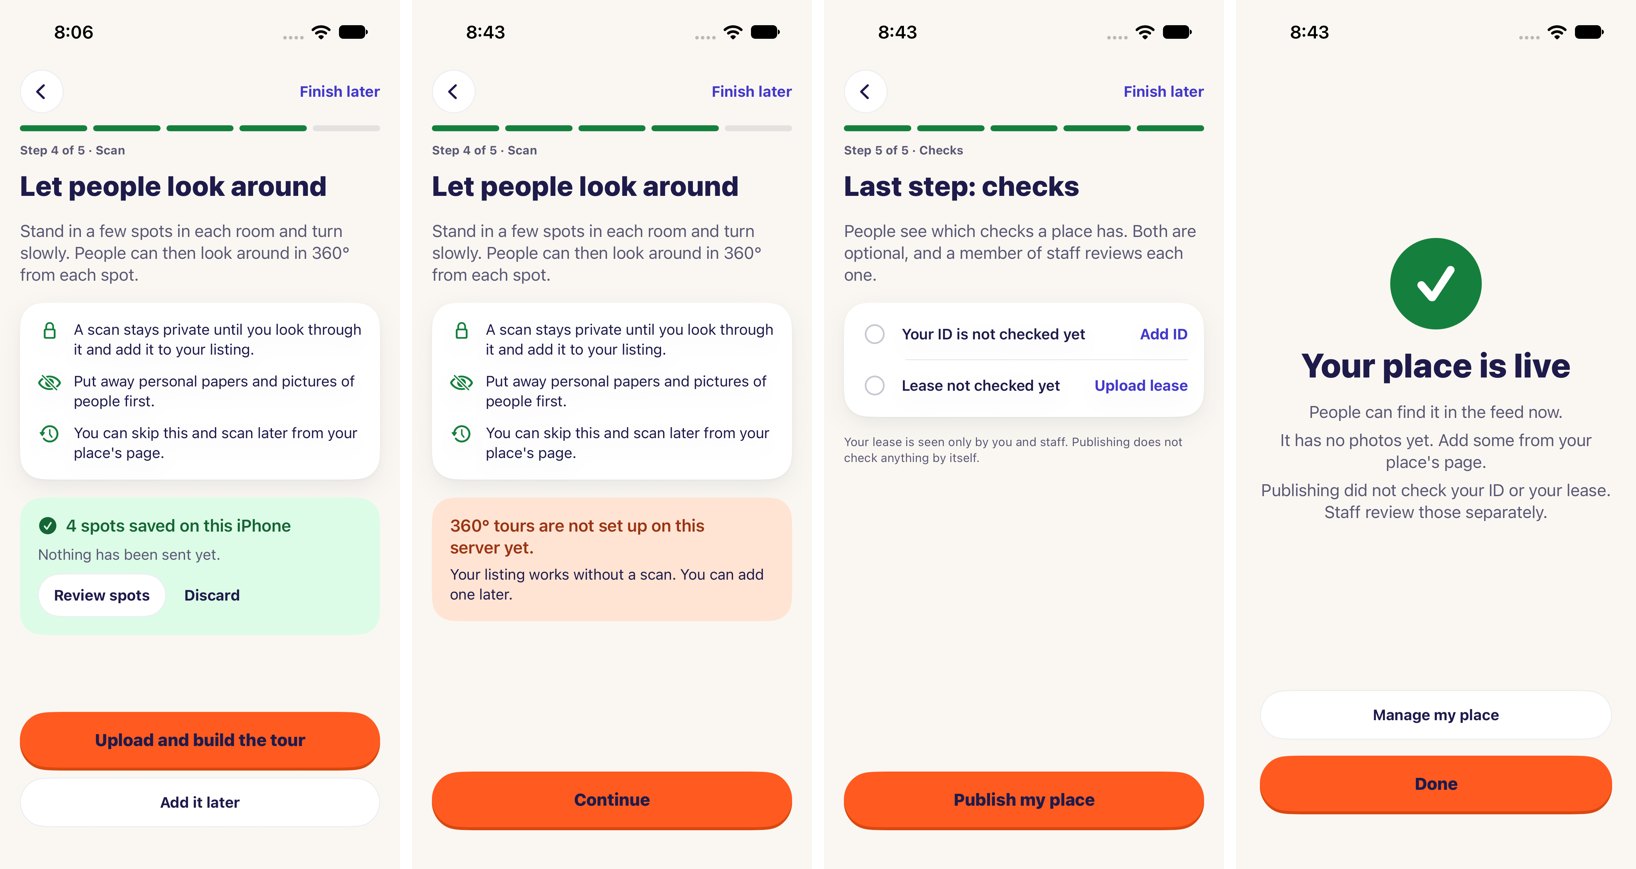 8:06
Finish later
Step 4 of 5 · Scan
Let people look around
Stand in a few spots in each room and turn
slowly. People can then look around in 360°
from each spot.
A scan stays private until you look through
it and add it to your listing.
Put away personal papers and pictures of
people first.
You can skip this and scan later from your
place's page.
4 spots saved on this iPhone
Nothing has been sent yet.
Review spots
Discard
Upload and build the tour
Add it later
8:43
Finish later
Step 4 of 5 · Scan
Let people look around
Stand in a few spots in each room and turn
slowly. People can then look around in 360°
from each spot.
A scan stays private until you look through
it and add it to your listing.
Put away personal papers and pictures of
people first.
You can skip this and scan later from your
place's page.
360° tours are not set up on this
server yet.
Your listing works without a scan. You can add
one later.
Continue
8:43
Finish later
Step 5 of 5 · Checks
Last step: checks
People see which checks a place has. Both are
optional, and a member of staff reviews each
one.
Your ID is not checked yet
Add ID
Lease not checked yet
Upload lease
Your lease is seen only by you and staff. Publishing does not
check anything by itself.
Publish my place
8:43
Your place is live
People can find it in the feed now.
It has no photos yet. Add some from your
place's page.
Publishing did not check your ID or your lease.
Staff review those separately.
Manage my place
Done